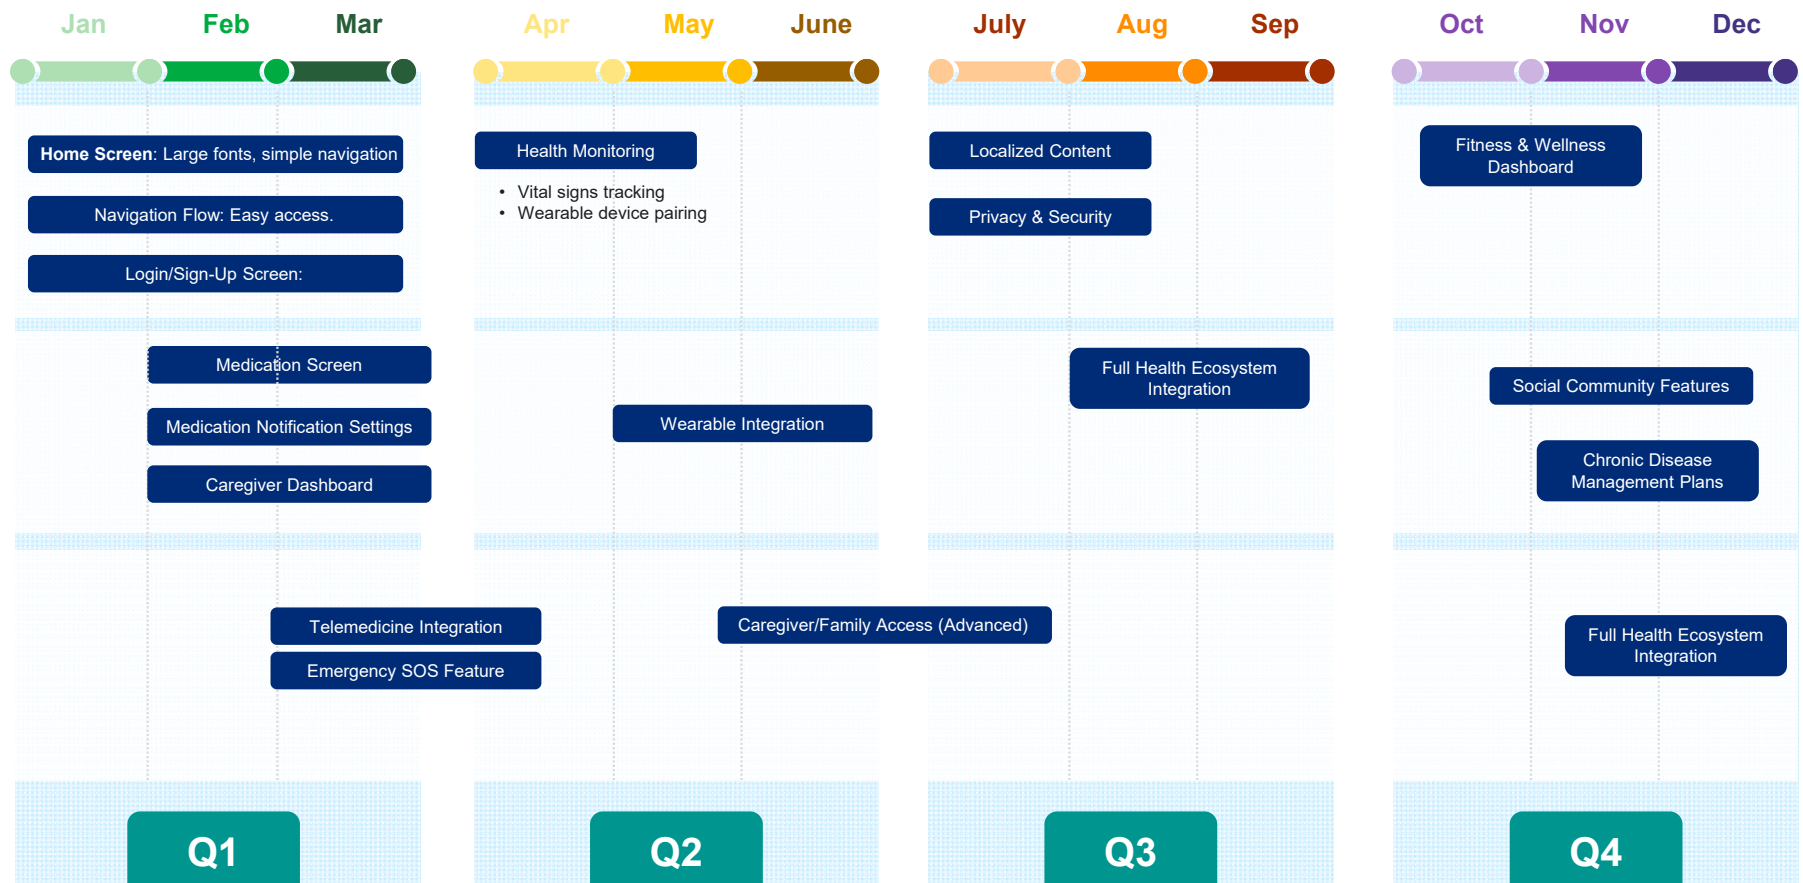 Jan Feb Mar Apr May June July Aug Sep Oct Nov Dec
Home Screen: Large fonts, simple navigation
Navigation Flow: Easy access.
Login/Sign-Up Screen:
Health Monitoring
• Vital signs tracking
• Wearable device pairing
Localized Content
Privacy & Security
Fitness & Wellness
Dashboard
Medication Screen
Medication Notification Settings
Caregiver Dashboard
Wearable Integration
Full Health Ecosystem
Integration
Social Community Features
Chronic Disease
Management Plans
Telemedicine Integration
Emergency SOS Feature
Caregiver/Family Access (Advanced)
Full Health Ecosystem
Integration
Q1 Q2 Q3 Q4